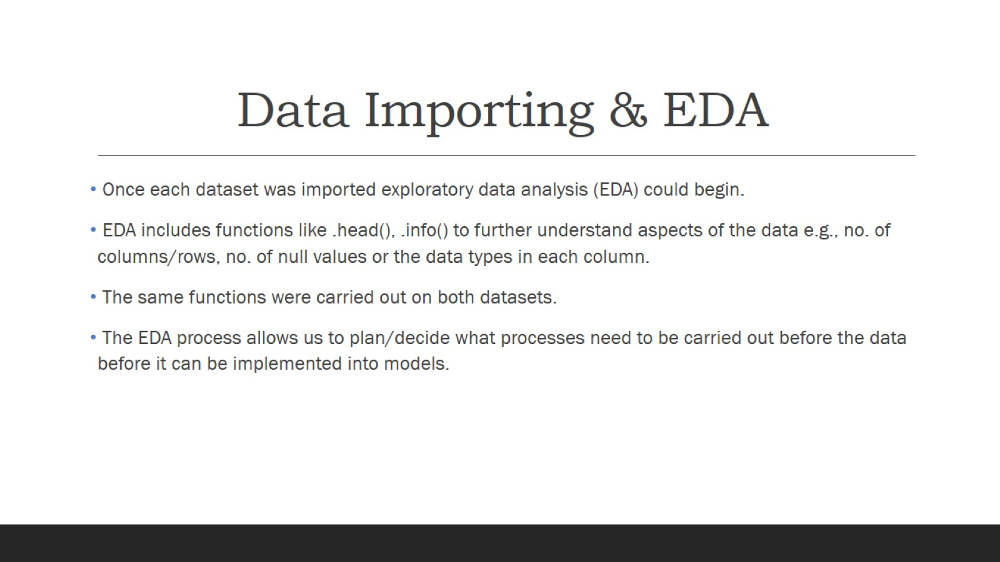 Data Importing & EDA
• Once each dataset was imported exploratory data analysis (EDA) could begin.
• EDA includes functions like .head(), .info() to further understand aspects of the data e.g., no. of
columns/rows, no. of null values or the data types in each column.
• The same functions were carried out on both datasets.
• The EDA process allows us to plan/decide what processes need to be carried out before the data
before it can be implemented into models.